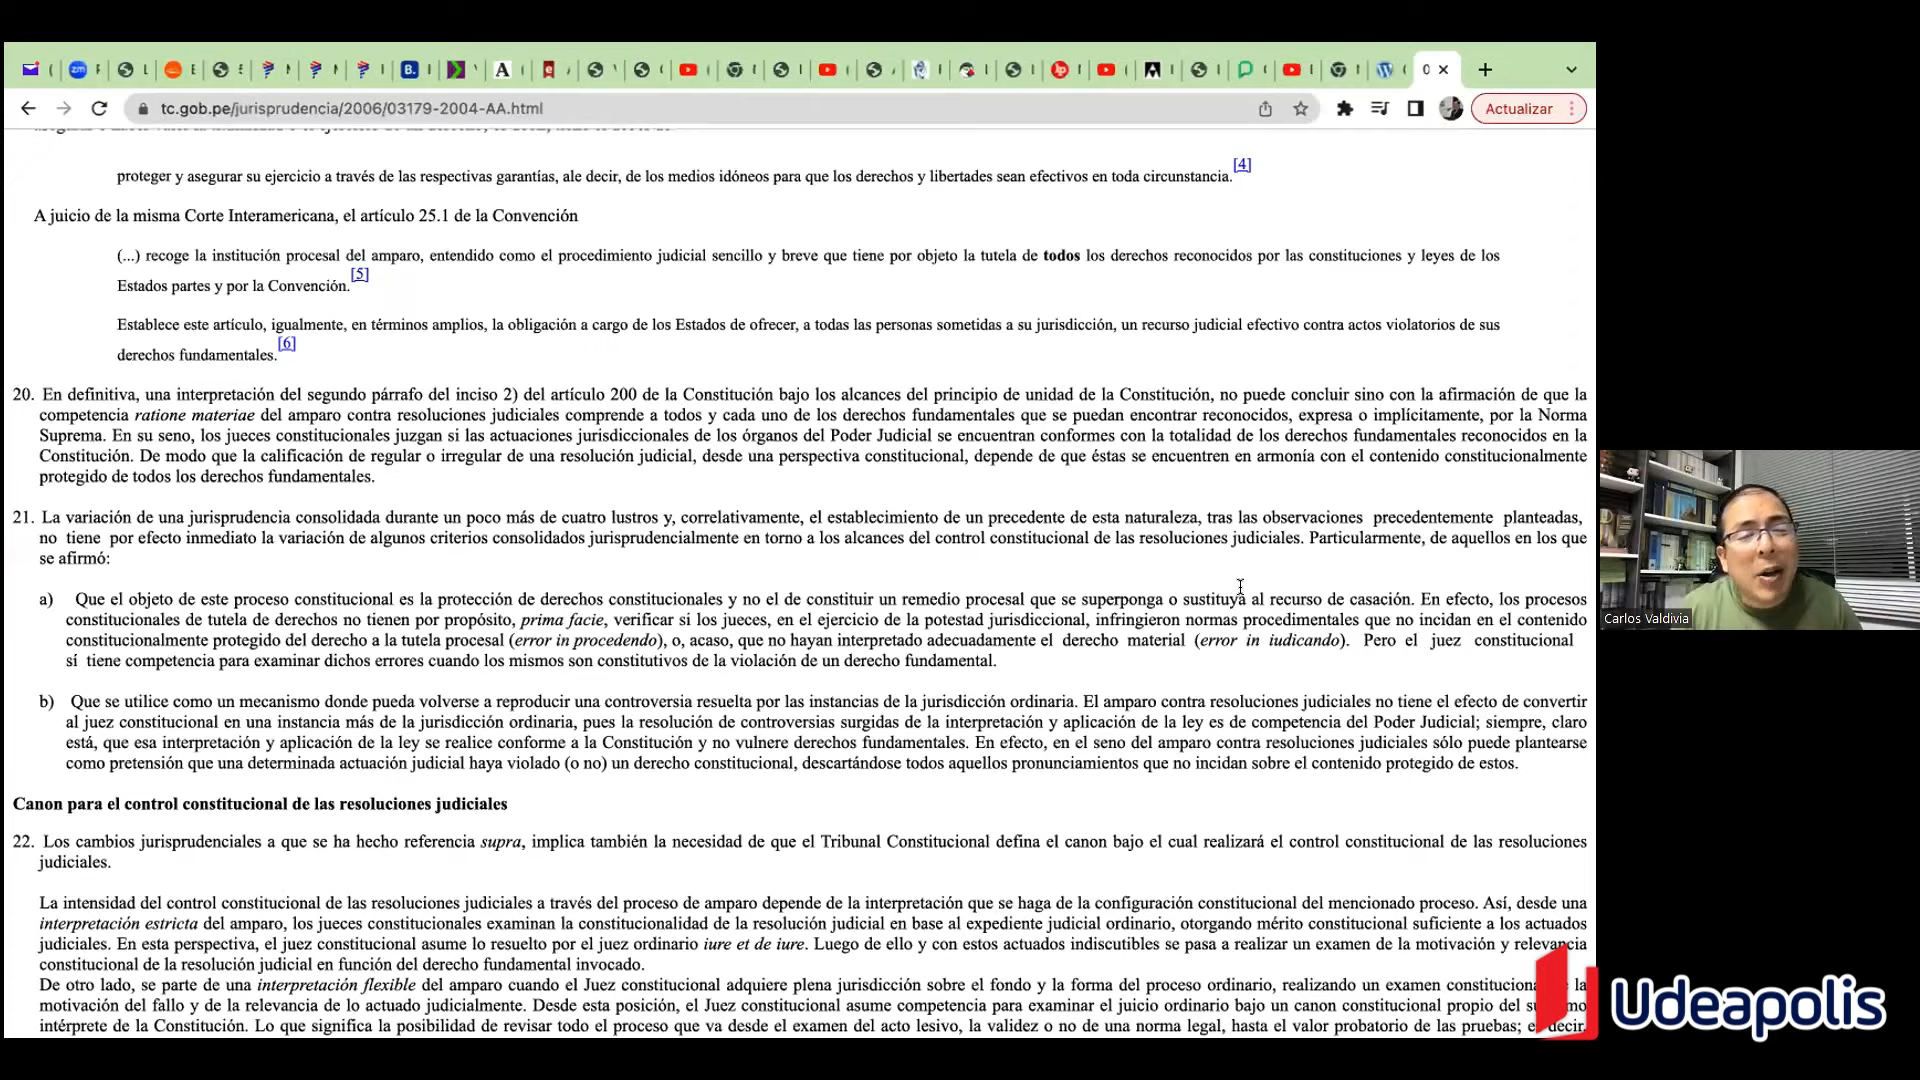 0
tc.gob.pe/jurisprudencia/2006/03179-2004-AA.html
Actualizar
proteger y asegurar su ejercicio a través de las respectivas garantías, ale decir, de los medios idóneos para que los derechos y libertades sean efectivos en toda circunstancia.[4]
A juicio de la misma Corte Interamericana, el artículo 25.1 de la Convención
(...) recoge la institución procesal del amparo, entendido como el procedimiento judicial sencillo y breve que tiene por objeto la tutela de todos los derechos reconocidos por las constituciones y leyes de los
Estados partes y por la Convención.[5]
Establece este artículo, igualmente, en términos amplios, la obligación a cargo de los Estados de ofrecer, a todas las personas sometidas a su jurisdicción, un recurso judicial efectivo contra actos violatorios de sus
derechos fundamentales.[6]
20. En definitiva, una interpretación del segundo párrafo del inciso 2) del artículo 200 de la Constitución bajo los alcances del principio de unidad de la Constitución, no puede concluir sino con la afirmación de que la
competencia ratione materiae del amparo contra resoluciones judiciales comprende a todos y cada uno de los derechos fundamentales que se puedan encontrar reconocidos, expresa o implícitamente, por la Norma
Suprema. En su seno, los jueces constitucionales juzgan si las actuaciones jurisdiccionales de los órganos del Poder Judicial se encuentran conformes con la totalidad de los derechos fundamentales reconocidos en la
Constitución. De modo que la calificación de regular o irregular de una resolución judicial, desde una perspectiva constitucional, depende de que éstas se encuentren en armonía con el contenido constitucionalmente
protegido de todos los derechos fundamentales.
21. La variación de una jurisprudencia consolidada durante un poco más de cuatro lustros y, correlativamente, el establecimiento de un precedente de esta naturaleza, tras las observaciones precedentemente planteadas,
no tiene por efecto inmediato la variación de algunos criterios consolidados jurisprudencialmente en torno a los alcances del control constitucional de las resoluciones judiciales. Particularmente, de aquellos en los que
se afirmó:
a) Que el objeto de este proceso constitucional es la protección de derechos constitucionales y no el de constituir un remedio procesal que se superponga o sustituya al recurso de casación. En efecto, los procesos
constitucionales de tutela de derechos no tienen por propósito, prima facie, verificar si los jueces, en el ejercicio de la potestad jurisdiccional, infringieron normas procedimentales que no incidan en el contenido
constitucionalmente protegido del derecho a la tutela procesal (error in procedendo), o, acaso, que no hayan interpretado adecuadamente el derecho material (error in iudicando). Pero el juez constitucional
sí tiene competencia para examinar dichos errores cuando los mismos son constitutivos de la violación de un derecho fundamental.
b) Que se utilice como un mecanismo donde pueda volverse a reproducir una controversia resuelta por las instancias de la jurisdicción ordinaria. El amparo contra resoluciones judiciales no tiene el efecto de convertir
al juez constitucional en una instancia más de la jurisdicción ordinaria, pues la resolución de controversias surgidas de la interpretación y aplicación de la ley es de competencia del Poder Judicial; siempre, claro
está, que esa interpretación y aplicación de la ley se realice conforme a la Constitución y no vulnere derechos fundamentales. En efecto, en el seno del amparo contra resoluciones judiciales sólo puede plantearse
como pretensión que una determinada actuación judicial haya violado (o no) un derecho constitucional, descartándose todos aquellos pronunciamientos que no incidan sobre el contenido protegido de estos.
Canon para el control constitucional de las resoluciones judiciales
22. Los cambios jurisprudenciales a que se ha hecho referencia supra, implica también la necesidad de que el Tribunal Constitucional defina el canon bajo el cual realizará el control constitucional de las resoluciones
judiciales.
La intensidad del control constitucional de las resoluciones judiciales a través del proceso de amparo depende de la interpretación que se haga de la configuración constitucional del mencionado proceso. Así, desde una
interpretación estricta del amparo, los jueces constitucionales examinan la constitucionalidad de la resolución judicial en base al expediente judicial ordinario, otorgando mérito constitucional suficiente a los actuados
judiciales. En esta perspectiva, el juez constitucional asume lo resuelto por el juez ordinario iure et de iure. Luego de ello y con estos actuados indiscutibles se pasa a realizar un examen de la motivación y relevancia
constitucional de la resolución judicial en función del derecho fundamental invocado.
De otro lado, se parte de una interpretación flexible del amparo cuando el Juez constitucional adquiere plena jurisdicción sobre el fondo y la forma del proceso ordinario, realizando un examen constitucional la
motivación del fallo y de la relevancia de lo actuado judicialmente. Desde esta posición, el Juez constitucional asume competencia para examinar el juicio ordinario bajo un canon constitucional propio del
intérprete de la Constitución. Lo que significa la posibilidad de revisar todo el proceso que va desde el examen del acto lesivo, la validez o no de una norma legal, hasta el valor probatorio de las pruebas; decir,
Carlos Valdivia
Udeapolis